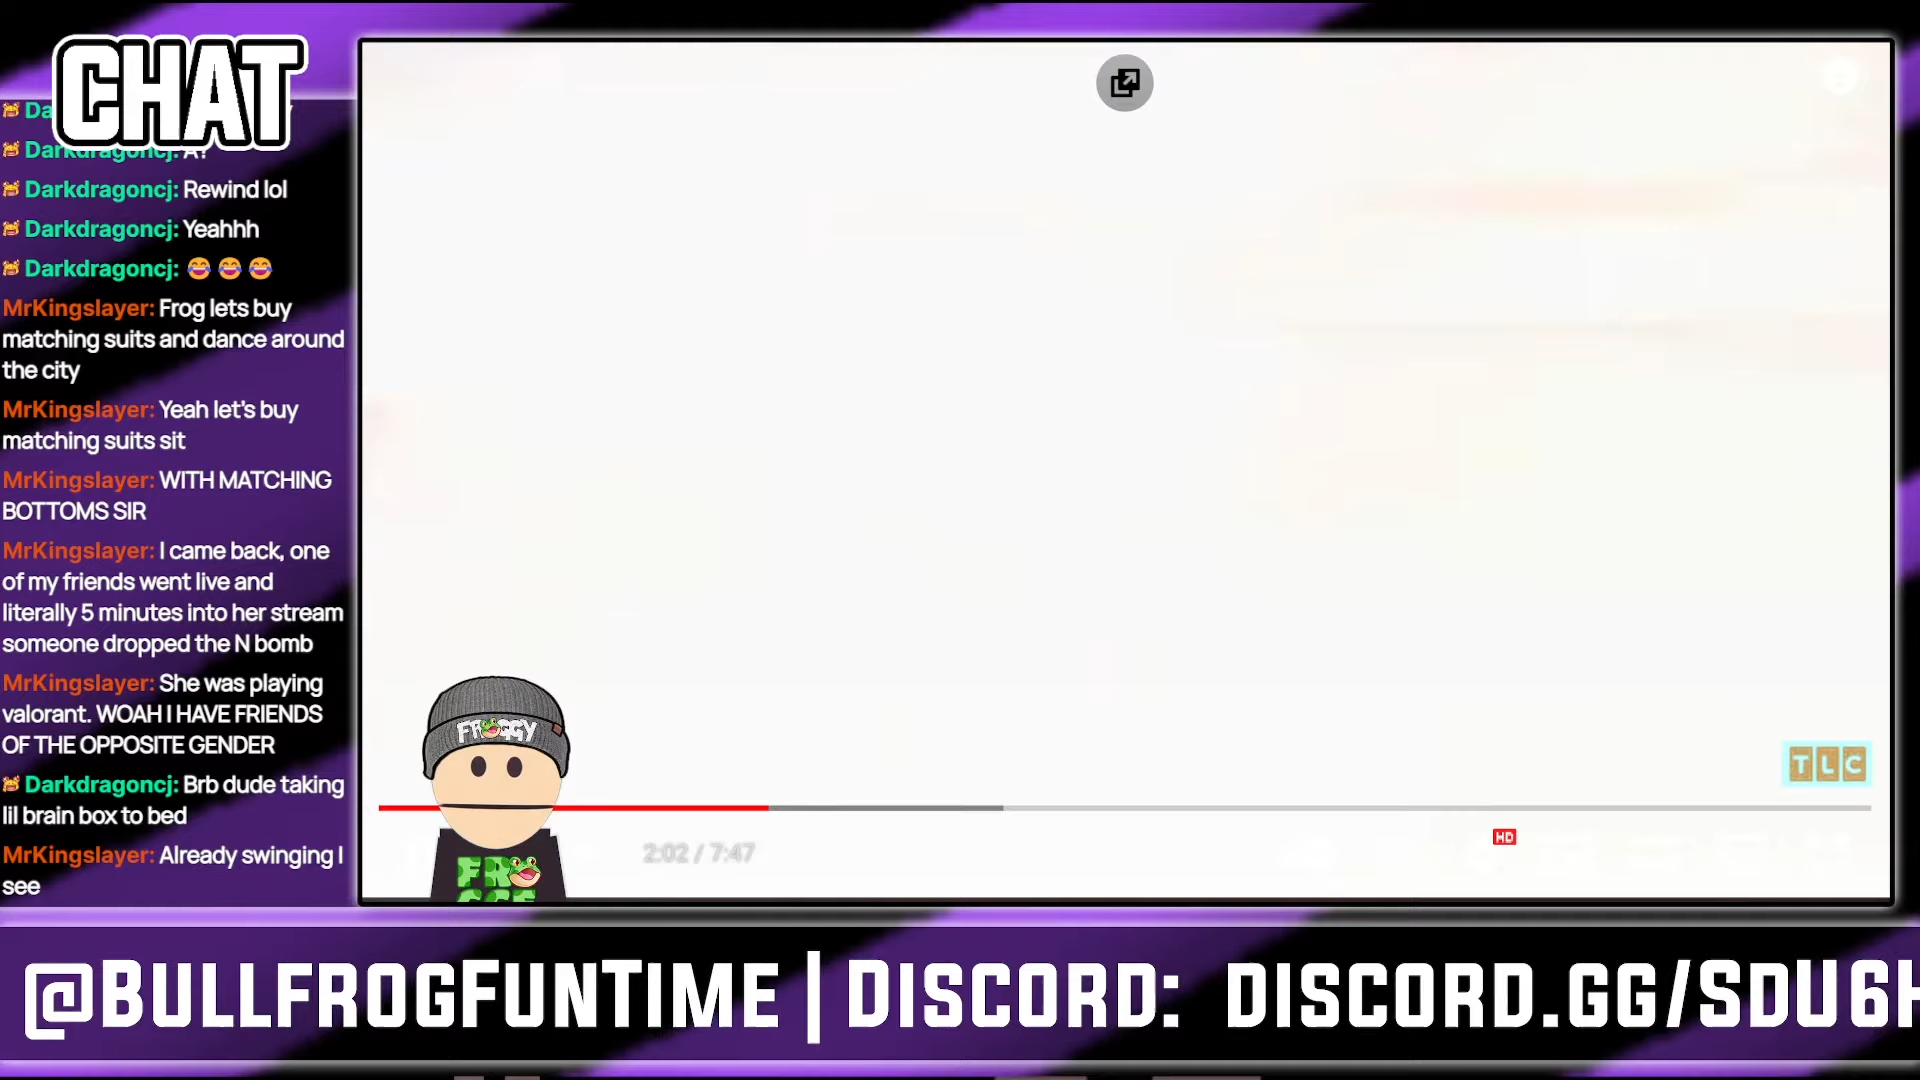 CHAT
Da
Darkdragoncj: A?
Darkdragoncj: Rewind lol
Darkdragoncj: Yeahhh
Darkdragoncj: 😂 😂 😂
MrKingslayer: Frog lets buy
matching suits and dance around
the city
MrKingslayer: Yeah let's buy
matching suits sit
MrKingslayer: WITH MATCHING
BOTTOMS SIR
MrKingslayer: I came back, one
of my friends went live and
literally 5 minutes into her stream
someone dropped the N bomb
MrKingslayer: She was playing
valorant. WOAH I HAVE FRIENDS
OF THE OPPOSITE GENDER
Darkdragoncj: Brb dude taking
lil brain box to bed
MrKingslayer: Already swinging I
see
FROGGY
TLC
HD
2:02 / 7:47
FRO
@BULLFROGFUNTIME | DISCORD: DISCORD.GG/SDU6H